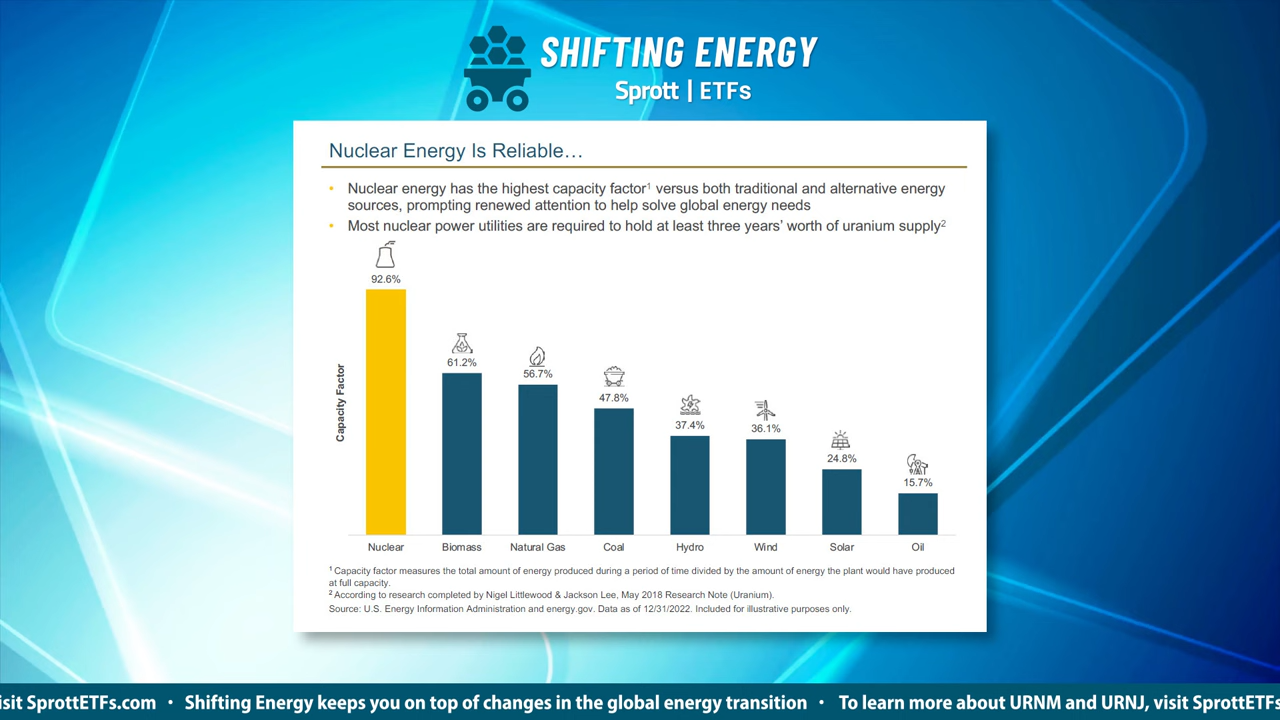 SHIFTING ENERGY
Sprott | ETFs
Nuclear Energy Is Reliable…
• Nuclear energy has the highest capacity factor¹ versus both traditional and alternative energy
sources, prompting renewed attention to help solve global energy needs
• Most nuclear power utilities are required to hold at least three years’ worth of uranium supply²
92.6%
61.2%
56.7%
47.8%
37.4%
36.1%
24.8%
15.7%
Capacity Factor
Nuclear
Biomass
Natural Gas
Coal
Hydro
Wind
Solar
Oil
¹ Capacity factor measures the total amount of energy produced during a period of time divided by the amount of energy the plant would have produced
at full capacity.
² According to research completed by Nigel Littlewood & Jackson Lee, May 2018 Research Note (Uranium).
Source: U.S. Energy Information Administration and energy.gov. Data as of 12/31/2022. Included for illustrative purposes only.
isit SprottETFs.com • Shifting Energy keeps you on top of changes in the global energy transition • To learn more about URNM and URNJ, visit SprottETFs